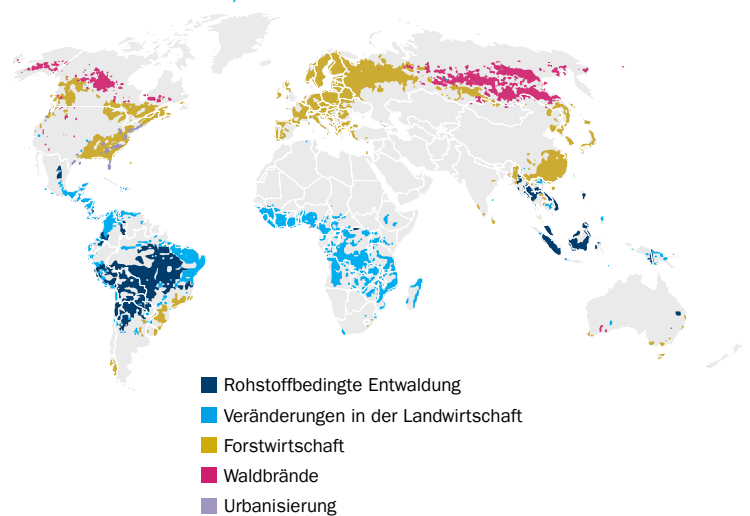 Rohstoffbedingte Entwaldung
Veränderungen in der Landwirtschaft
Forstwirtschaft
Waldbrände
Urbanisierung